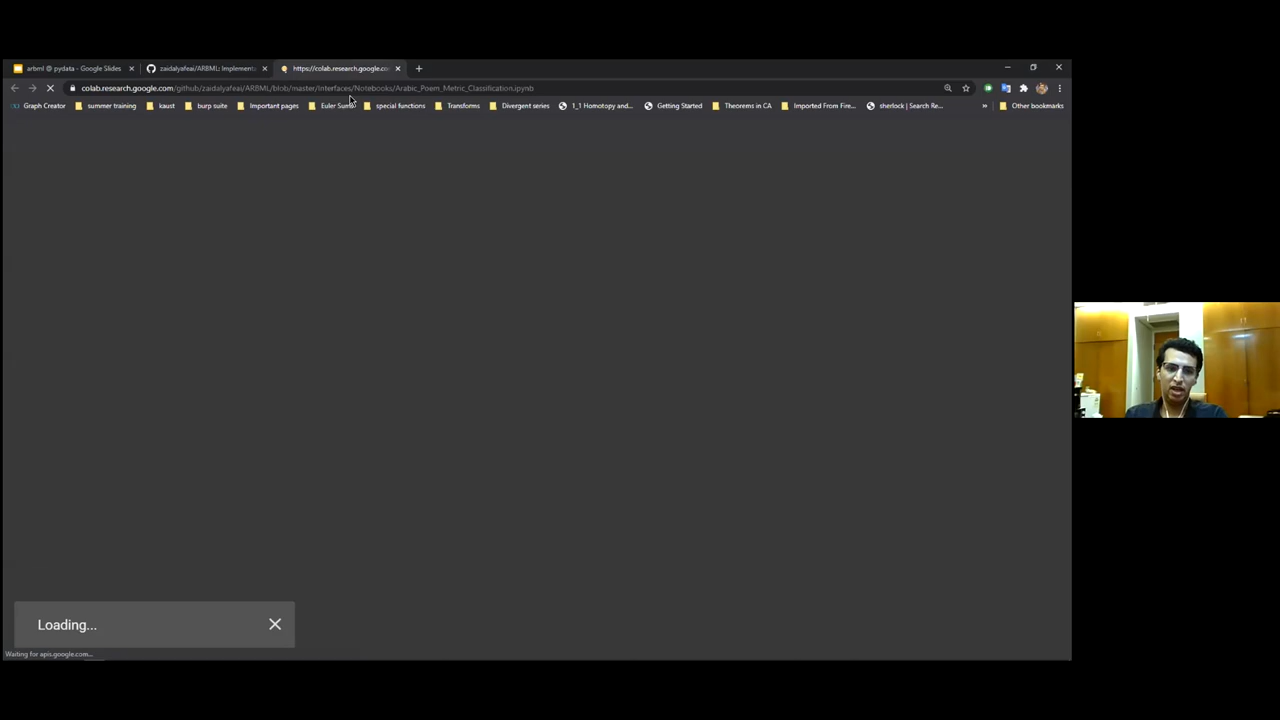 arbml @ pydata - Google Slides
zaidalyafeai/ARBML: Implement
https://colab.research.google.co
colab.research.google.com/github/zaidalyafeai/ARBML/blob/master/Interfaces/Notebooks/Arabic_Poem_Metric_Classification.ipynb
Graph Creator summer training kaust burp suite Important pages Euler Sums special functions Transforms Divergent series 1_1 Homotopy and... Getting Started Theorems in CA Imported From Fire... sherlock | Search Re... » Other bookmarks
Loading...
Waiting for apis.google.com...